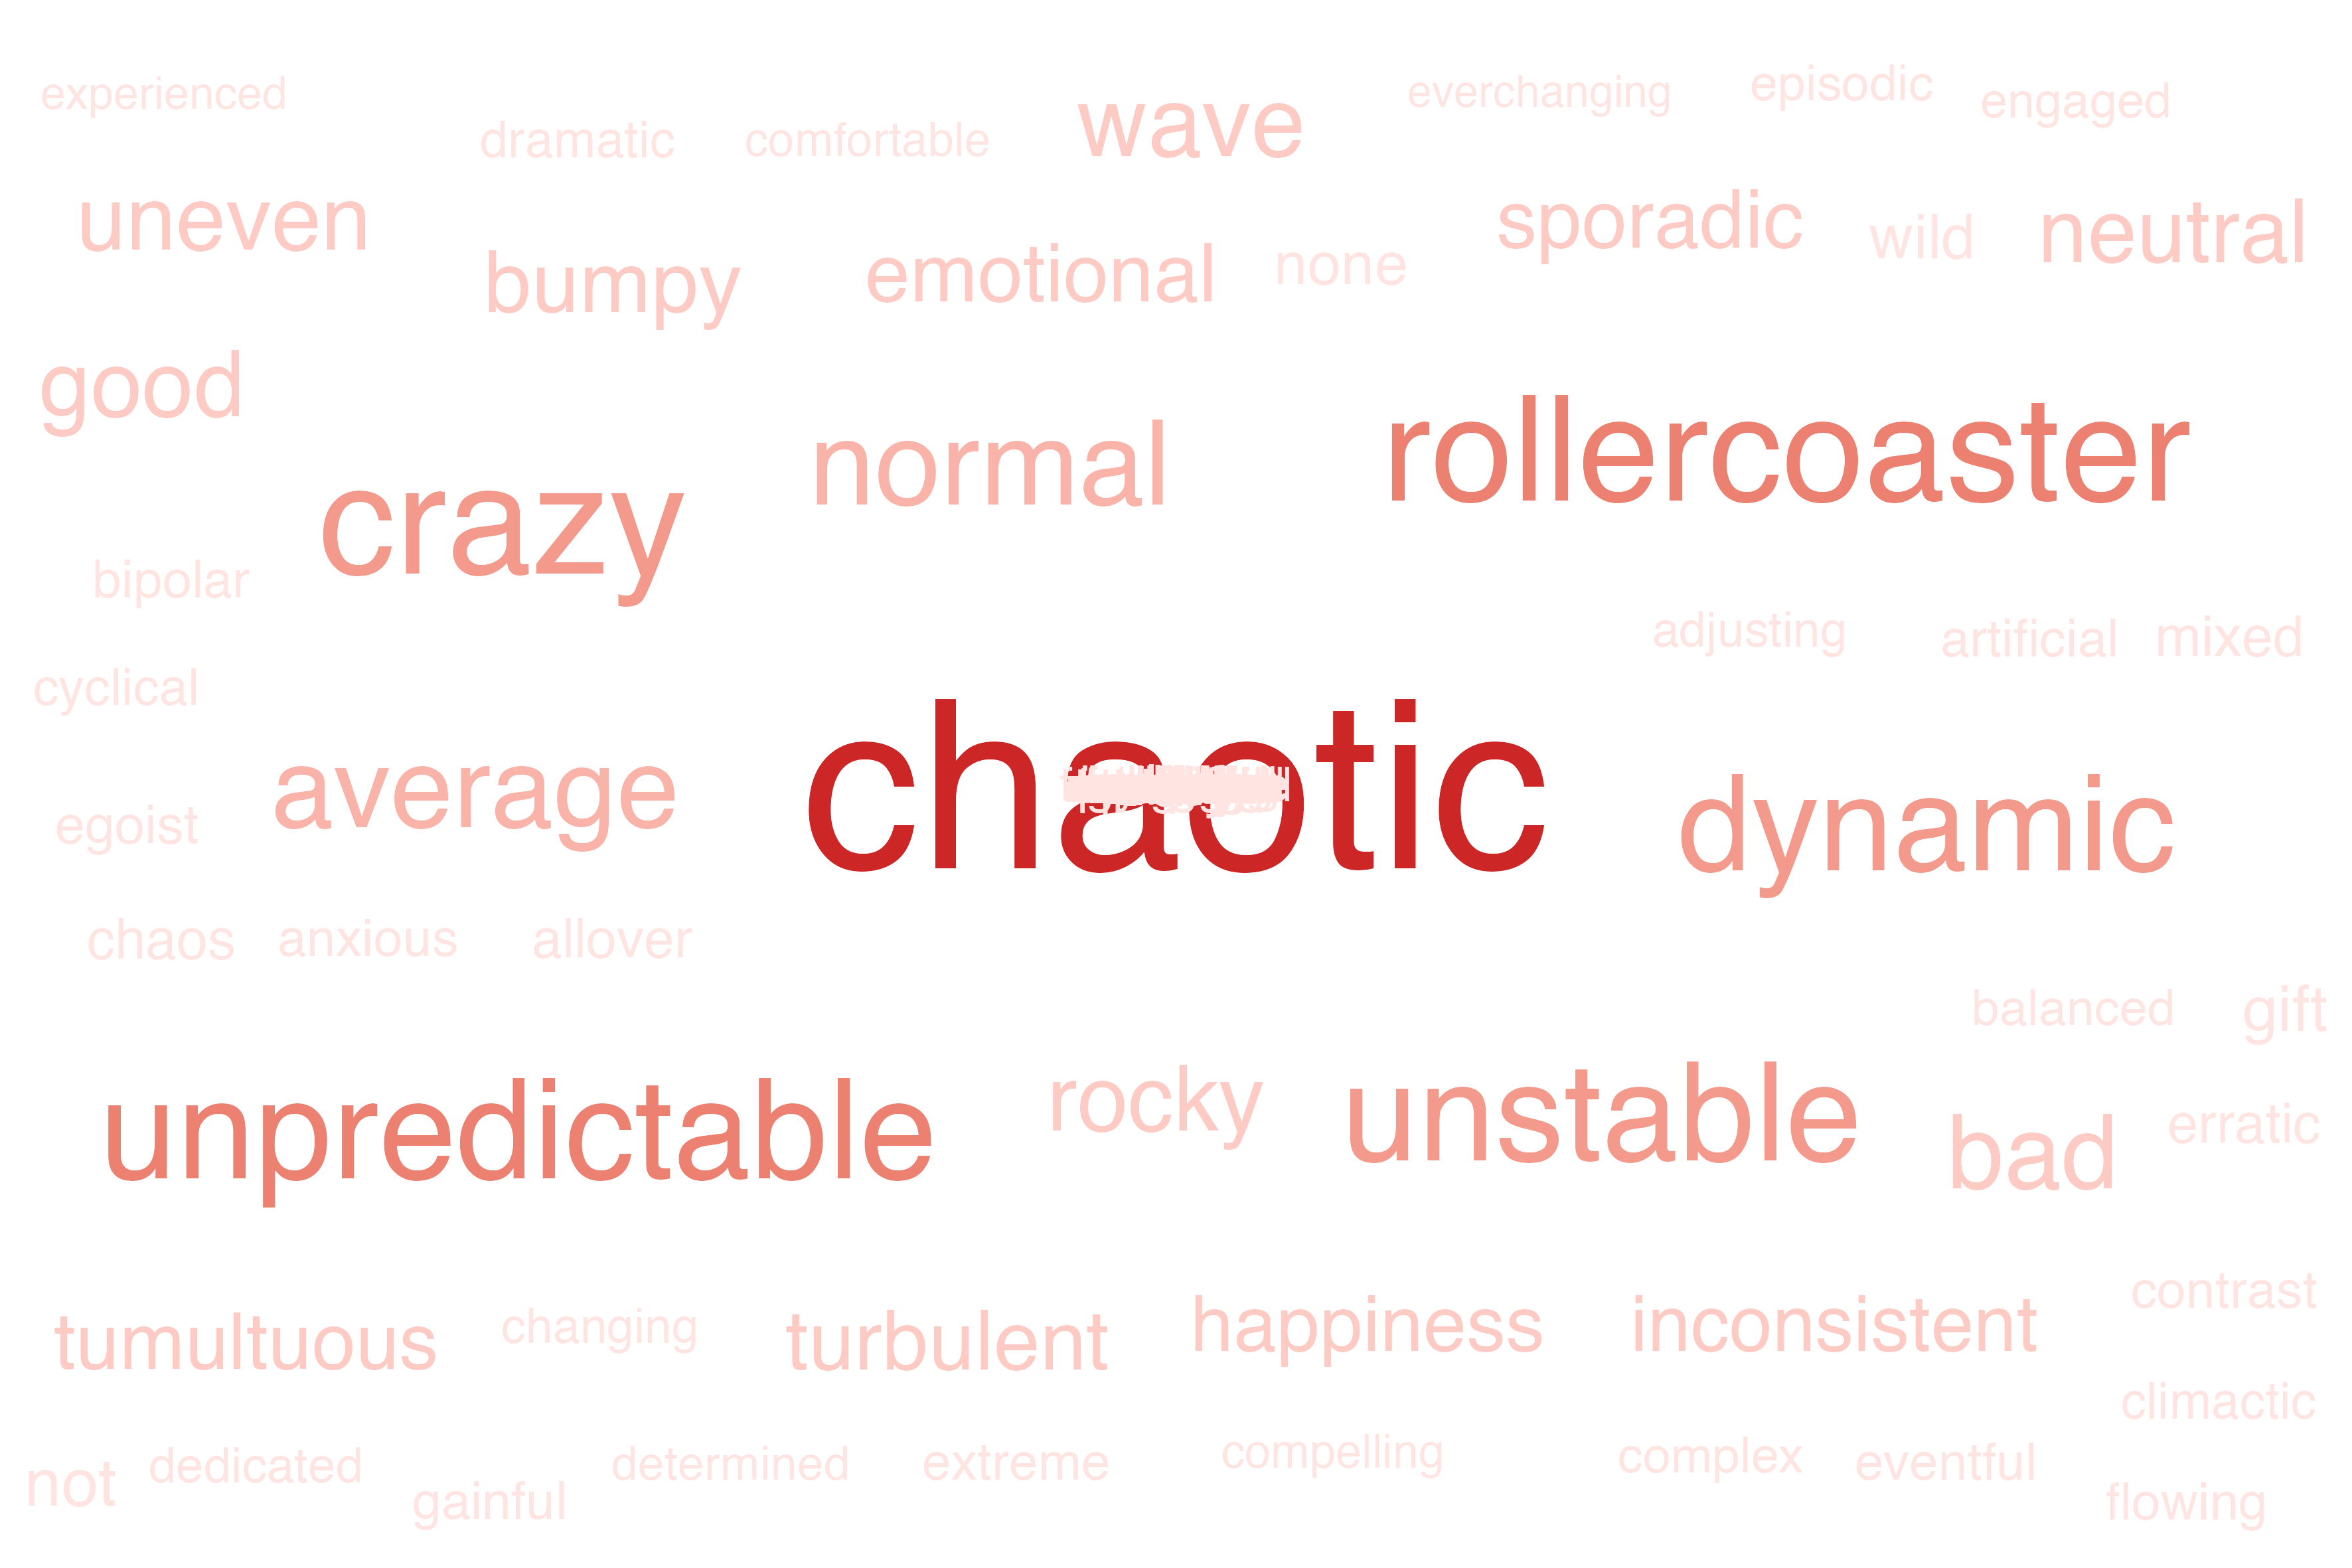 experienced
dramatic
comfortable
wave
everchanging
episodic
engaged
uneven
bumpy
emotional
none
sporadic
wild
neutral
good
crazy
normal
rollercoaster
bipolar
adjusting
artificial
mixed
cyclical
egoist
average
chaotic
dynamic
chaos
anxious
allover
balanced
gift
unpredictable
rocky
unstable
bad
erratic
tumultuous
changing
turbulent
happiness
inconsistent
contrast
climactic
not
dedicated
gainful
determined
extreme
compelling
complex
eventful
flowing